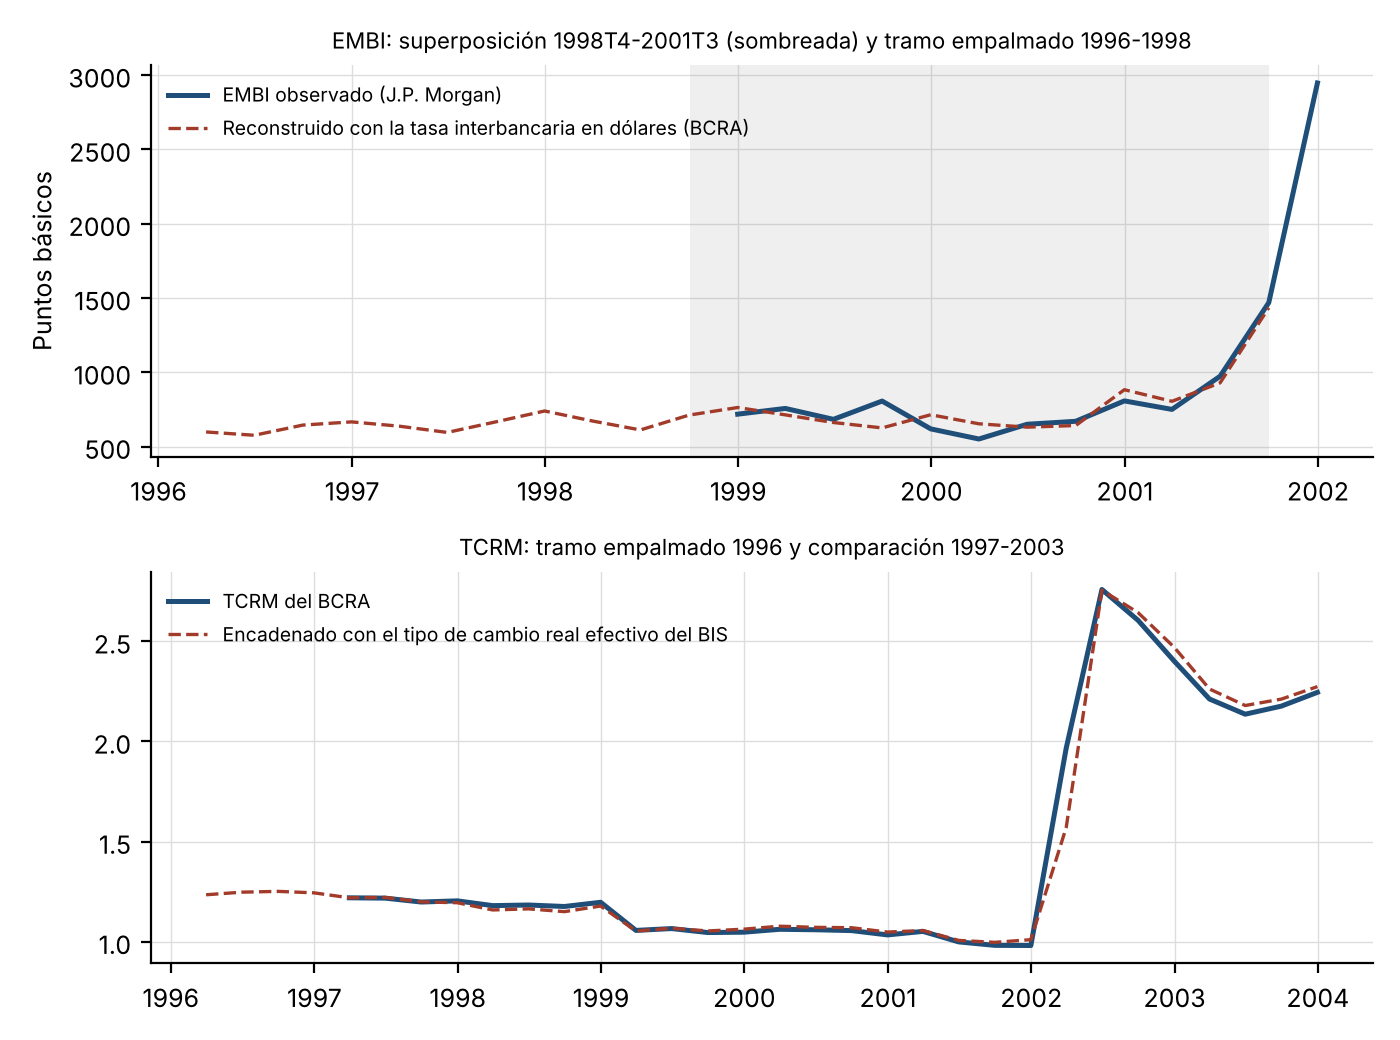 EMBI: superposición 1998T4-2001T3 (sombreada) y tramo empalmado 1996-1998
EMBI observado (J.P. Morgan)
Reconstruido con la tasa interbancaria en dólares (BCRA)
Puntos básicos
3000
2500
2000
1500
1000
500
1996 1997 1998 1999 2000 2001 2002
TCRM: tramo empalmado 1996 y comparación 1997-2003
TCRM del BCRA
Encadenado con el tipo de cambio real efectivo del BIS
2.5
2.0
1.5
1.0
1996 1997 1998 1999 2000 2001 2002 2003 2004